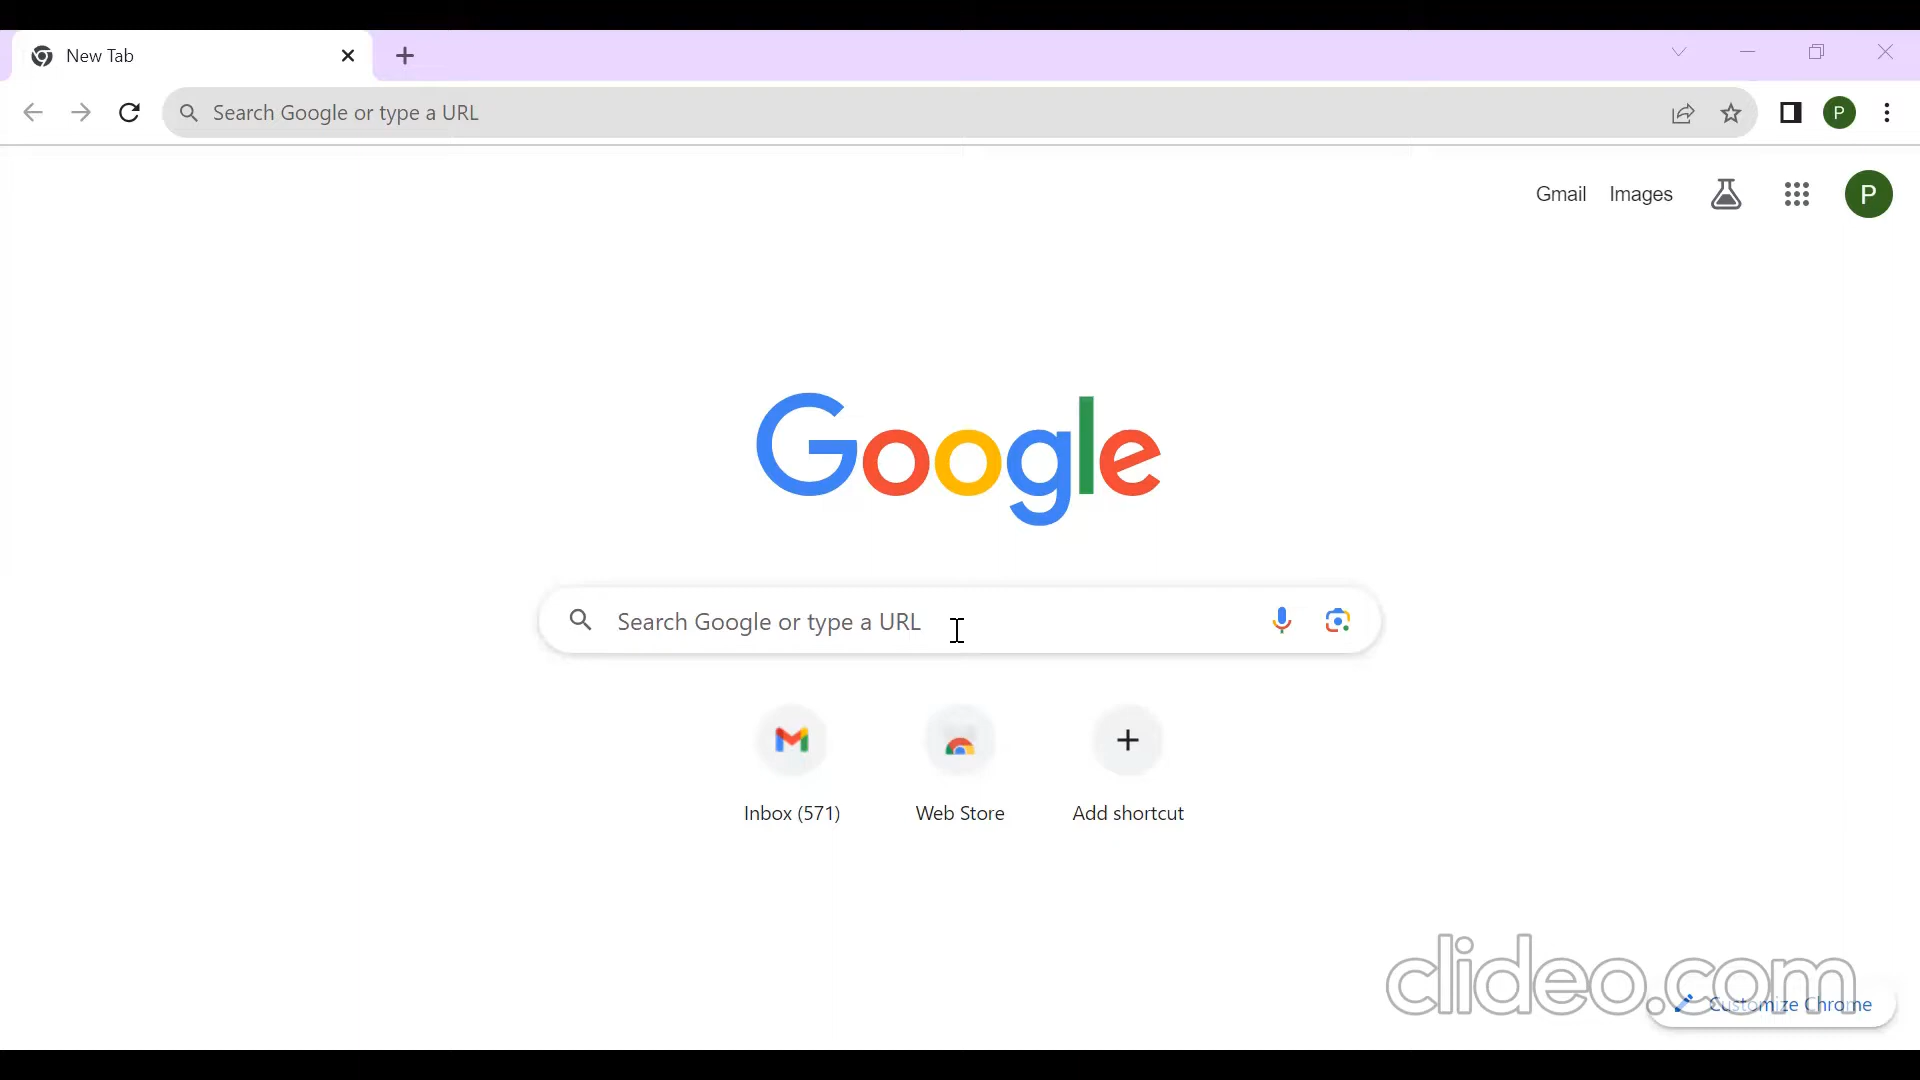 New Tab
Search Google or type a URL
P
Gmail Images P
Google
Search Google or type a URL
Inbox (571) Web Store Add shortcut
clideo.com
Customize Chrome